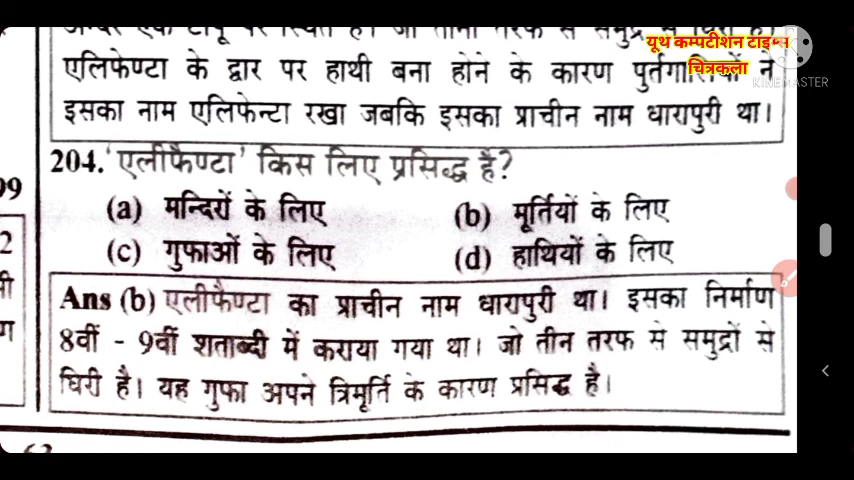 यूथ कम्पटीशन टाइम्स
चित्रकला
KINEMASTER
एलिफेण्टा के द्वार पर हाथी बना होने के कारण पुर्तगालियों ने
इसका नाम एलिफेन्टा रखा जबकि इसका प्राचीन नाम धारापुरी था।
204. 'एलीफैण्टा' किस लिए प्रसिद्ध है?
(a) मन्दिरों के लिए (b) मूर्तियों के लिए
(c) गुफाओं के लिए (d) हाथियों के लिए
Ans (b) एलीफैण्टा का प्राचीन नाम धारापुरी था। इसका निर्माण
8वीं - 9वीं शताब्दी में कराया गया था। जो तीन तरफ से समुद्रों से
घिरी है। यह गुफा अपने त्रिमूर्ति के कारण प्रसिद्ध है।